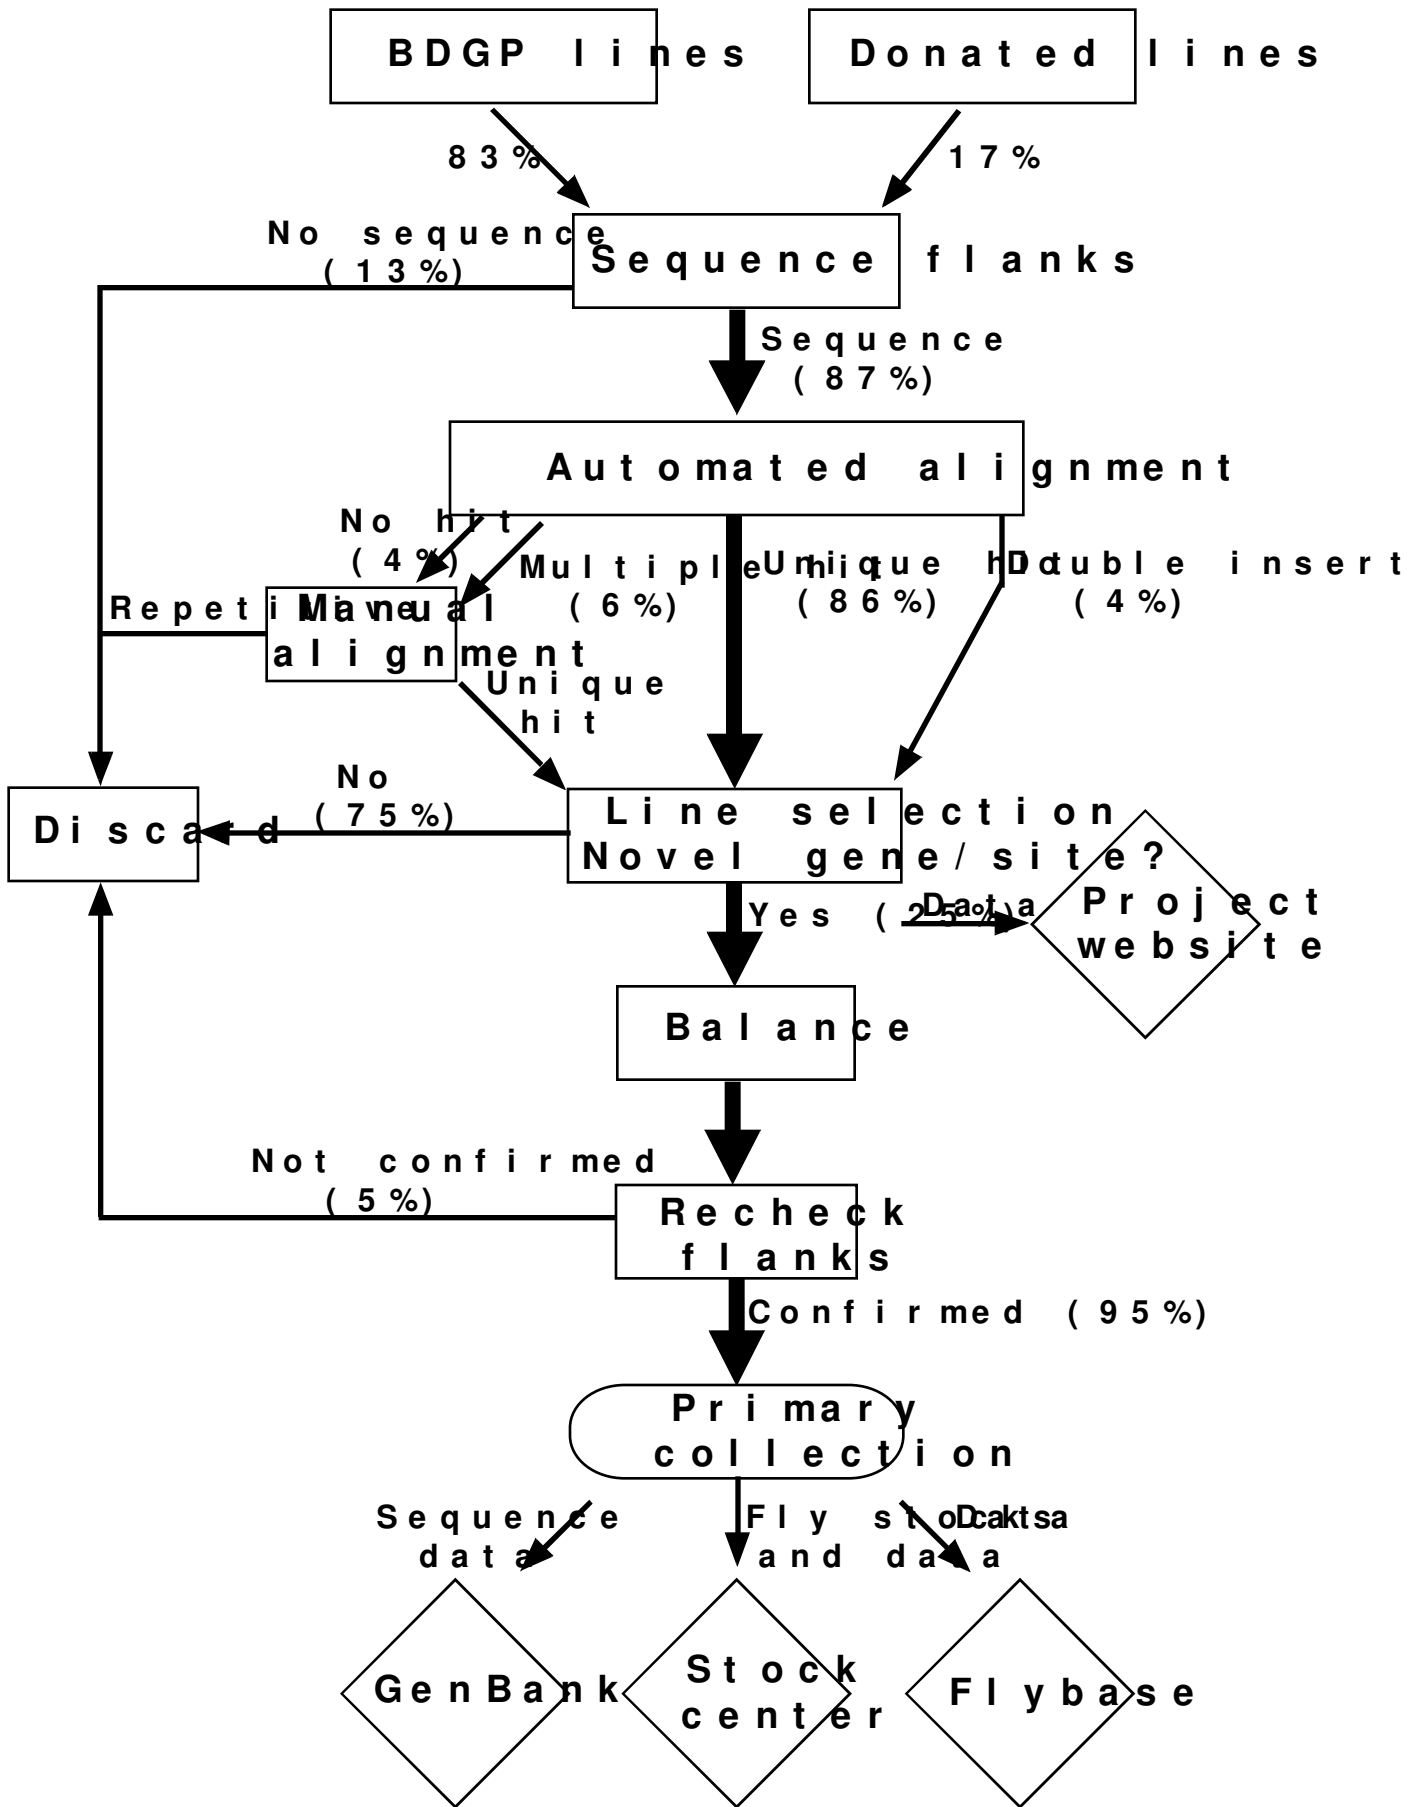 BDGP lines
Donated lines
83%
17%
No sequence
(13%)
Sequence flanks
Sequence
(87%)
Automated alignment
No hit
(4%)
Multiple hit
(6%)
Unique hit
(86%)
Double insert
(4%)
Repetitive
Manual
alignment
Unique
hit
No
(75%)
Discard
Line selection
Novel gene/site?
Yes (25%)
Data
Project
website
Balance
Not confirmed
(5%)
Recheck
flanks
Confirmed (95%)
Primary
collection
Sequence
data
Fly stocks
and data
Data
GenBank
Stock
center
Flybase